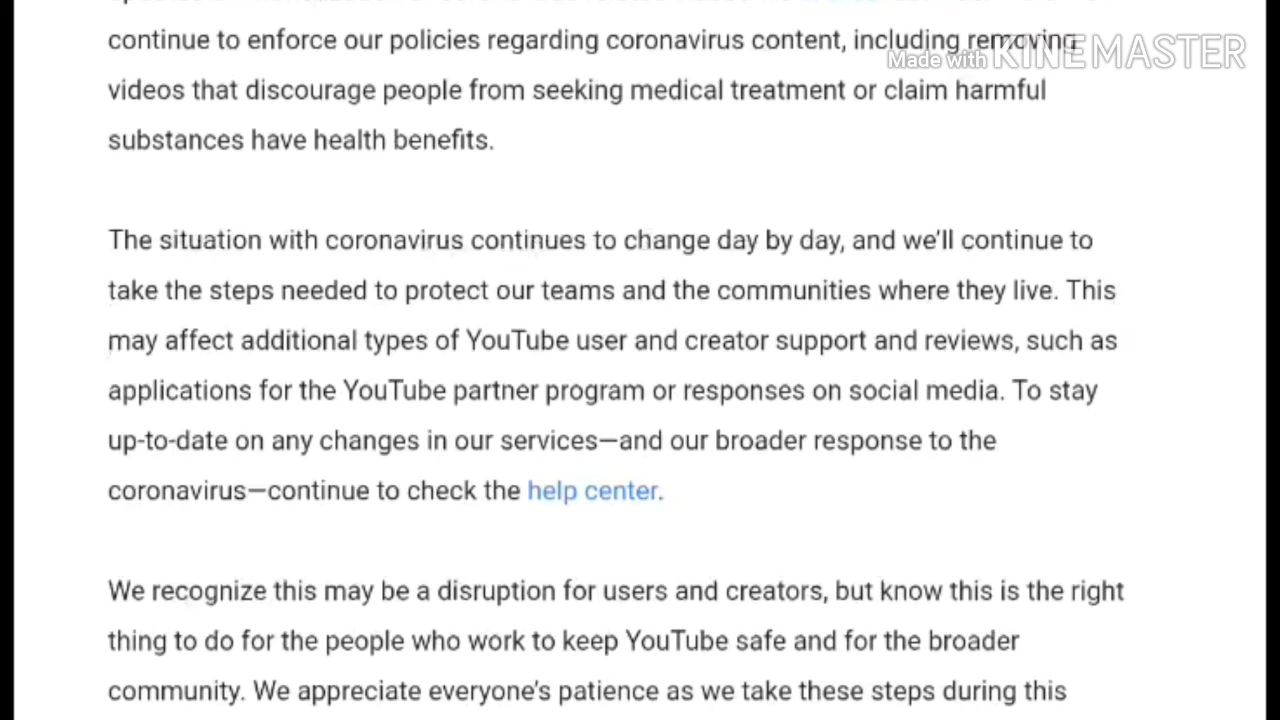 continue to enforce our policies regarding coronavirus content, including removing
Made with KINEMASTER
videos that discourage people from seeking medical treatment or claim harmful
substances have health benefits.
The situation with coronavirus continues to change day by day, and we'll continue to
take the steps needed to protect our teams and the communities where they live. This
may affect additional types of YouTube user and creator support and reviews, such as
applications for the YouTube partner program or responses on social media. To stay
up-to-date on any changes in our services—and our broader response to the
coronavirus—continue to check the help center.
We recognize this may be a disruption for users and creators, but know this is the right
thing to do for the people who work to keep YouTube safe and for the broader
community. We appreciate everyone's patience as we take these steps during this